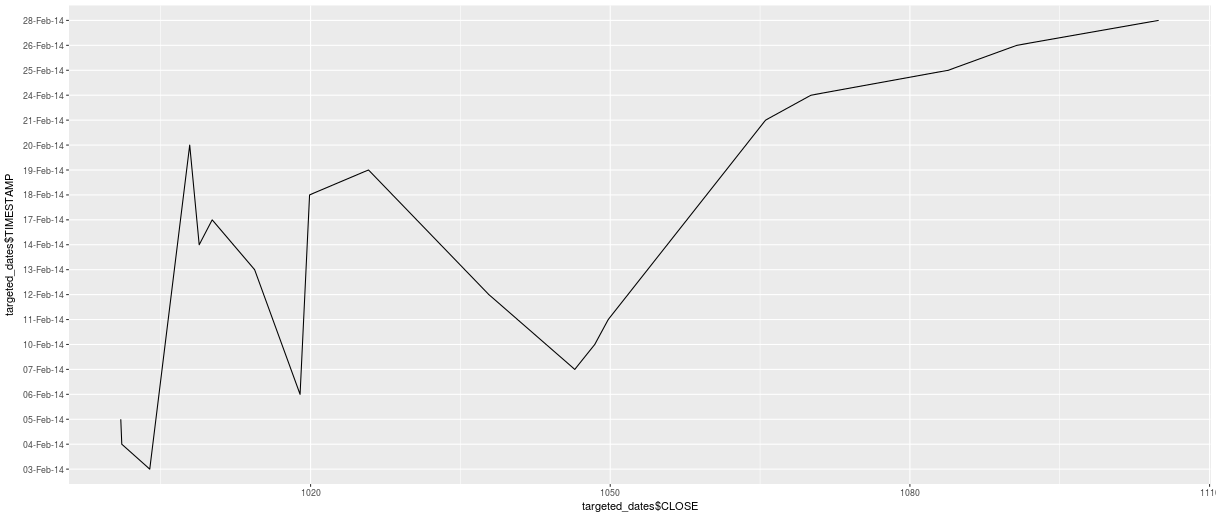 28-Feb-14
26-Feb-14
25-Feb-14
24-Feb-14
21-Feb-14
20-Feb-14
19-Feb-14
18-Feb-14
17-Feb-14
14-Feb-14
13-Feb-14
12-Feb-14
11-Feb-14
10-Feb-14
07-Feb-14
06-Feb-14
05-Feb-14
04-Feb-14
03-Feb-14
targeted_dates$TIMESTAMP
1020 1050 1080 111
targeted_dates$CLOSE